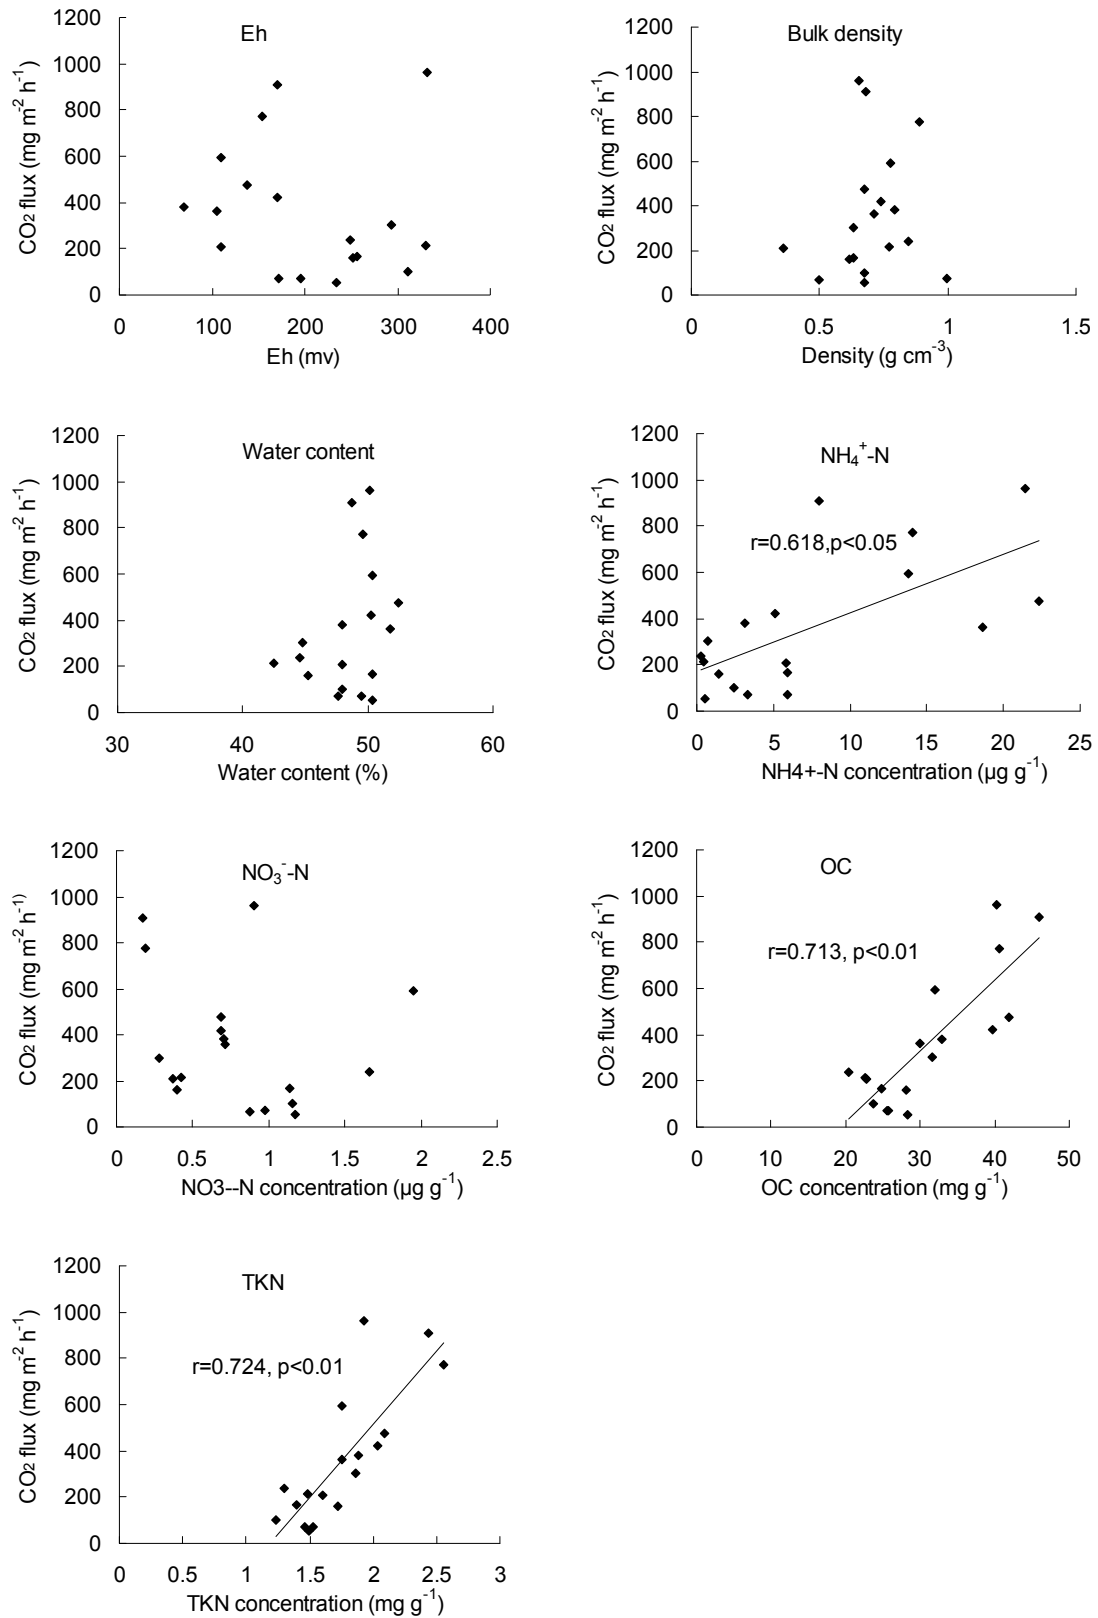 Eh
CO2 flux (mg m-2 h-1)
1200
1000
800
600
400
200
0
0 100 200 300 400
Eh (mv)
Bulk density
CO2 flux (mg m-2 h-1)
1200
1000
800
600
400
200
0
0 0.5 1 1.5
Density (g cm-3)
Water content
CO2 flux (mg m-2 h-1)
1200
1000
800
600
400
200
0
30 40 50 60
Water content (%)
NH4+-N
r=0.618,p<0.05
CO2 flux (mg m-2 h-1)
1200
1000
800
600
400
200
0
0 5 10 15 20 25
NH4+-N concentration (µg g-1)
NO3--N
CO2 flux (mg m-2 h-1)
1200
1000
800
600
400
200
0
0 0.5 1 1.5 2 2.5
NO3--N concentration (µg g-1)
OC
r=0.713, p<0.01
CO2 flux (mg m-2 h-1)
1200
1000
800
600
400
200
0
0 10 20 30 40 50
OC concentration (mg g-1)
TKN
r=0.724, p<0.01
CO2 flux (mg m-2 h-1)
1200
1000
800
600
400
200
0
0 0.5 1 1.5 2 2.5 3
TKN concentration (mg g-1)